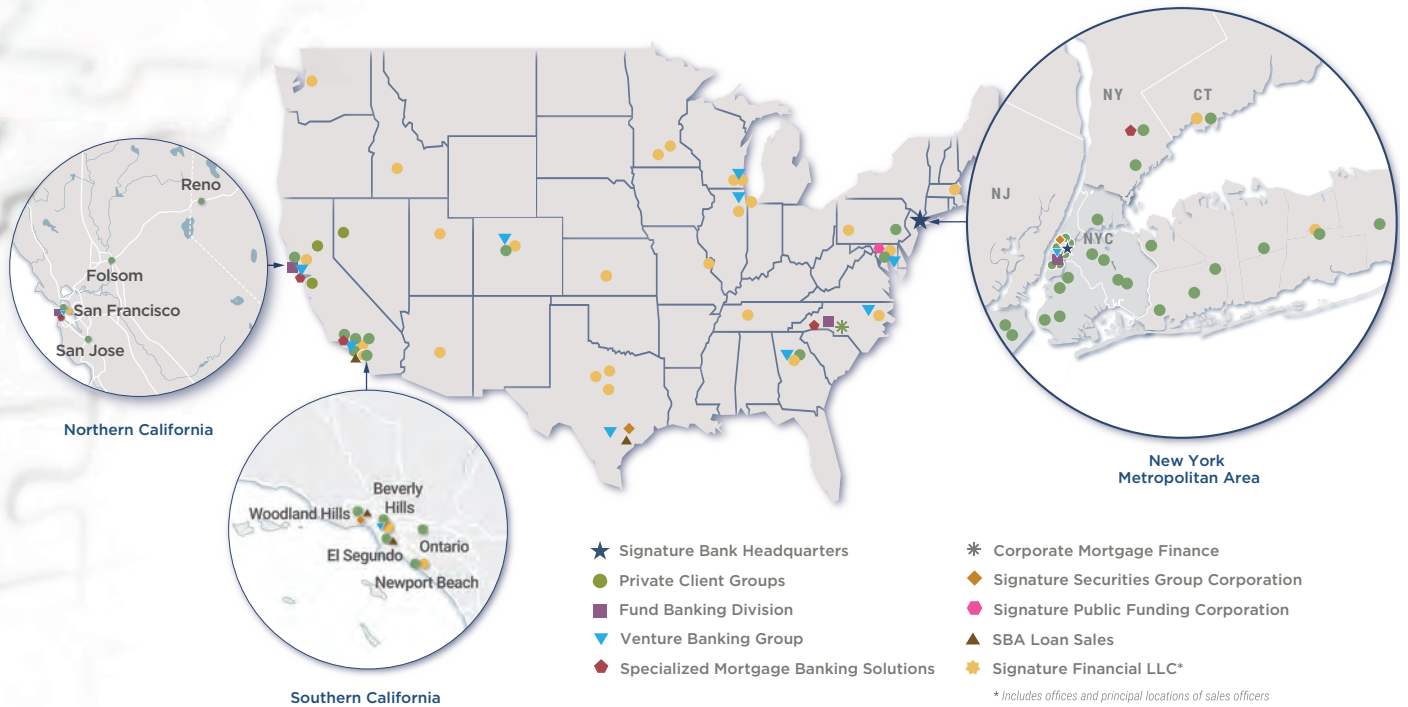 NY
CT
NJ
NYC
Reno
Folsom
San Francisco
San Jose
Northern California
New York
Metropolitan Area
Beverly
Hills
Woodland Hills
El Segundo
Ontario
Newport Beach
Southern California
Signature Bank Headquarters
Private Client Groups
Fund Banking Division
Venture Banking Group
Specialized Mortgage Banking Solutions
Corporate Mortgage Finance
Signature Securities Group Corporation
Signature Public Funding Corporation
SBA Loan Sales
Signature Financial LLC*
* Includes offices and principal locations of sales officers